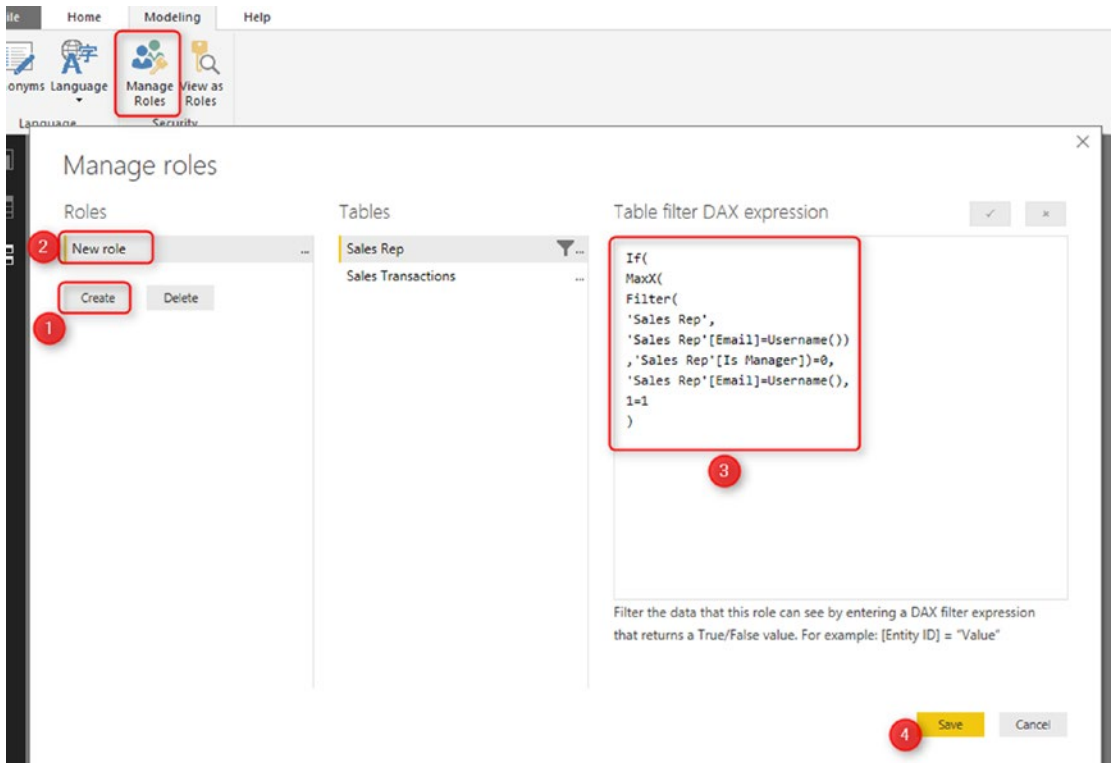 Home Modeling Help
Language Manage View as
Roles Roles
Language Security
Manage roles
Roles Tables Table filter DAX expression
2 New role ... Sales Rep ...
Sales Transactions ...
Create Delete
1
If(
MaxX(
Filter(
'Sales Rep',
'Sales Rep'[Email]=Username())
,'Sales Rep'[Is Manager])=0,
'Sales Rep'[Email]=Username(),
1=1
)
3
Filter the data that this role can see by entering a DAX filter expression
that returns a True/False value. For example: [Entity ID] = "Value"
4 Save Cancel